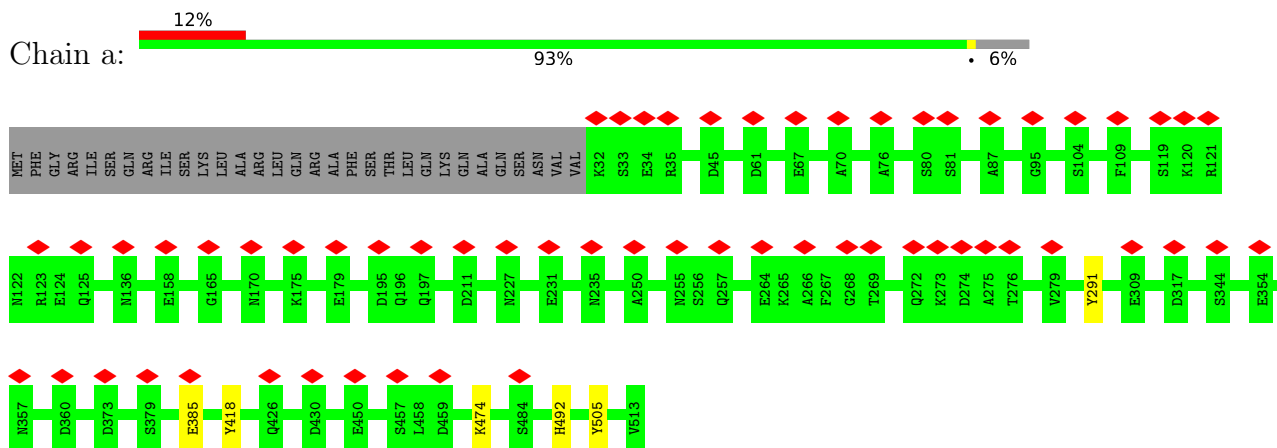 12%
Chain a:
93% • 6%
MET PHE GLY ARG ILE SER GLN ARG ILE SER LYS LEU ALA ARG LEU GLN ARG ALA PHE SER THR LEU GLN LYS GLN ALA GLN SER ASN VAL VAL K32 S33 E34 R35 D45 D61 E67 A70 A76 S80 S81 A87 G95 S104 F109 S119 K120 R121
N122 R123 E124 Q125 N136 E158 G165 N170 K175 E179 D195 Q196 Q197 D211 N227 E231 N235 A250 N255 S256 Q257 E264 K265 A266 F267 G268 T269 Q272 K273 D274 A275 T276 V279 Y291 E309 D317 S344 E354
N357 D360 D373 S379 E385 Y418 Q426 D430 E450 S457 L458 D459 K474 S484 H492 Y505 V513